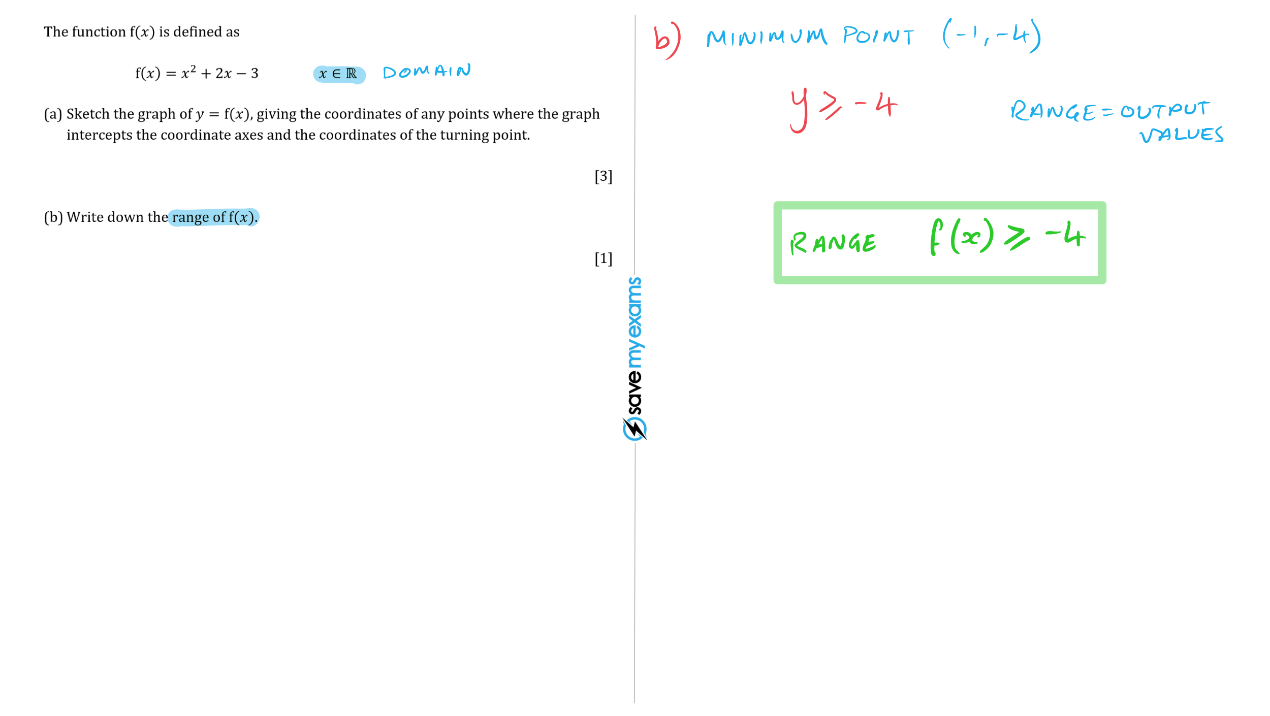 The function f(x) is defined as
f(x) = x² + 2x − 3 x ∈ ℝ DOMAIN
(a) Sketch the graph of y = f(x), giving the coordinates of any points where the graph
intercepts the coordinate axes and the coordinates of the turning point.
[3]
(b) Write down the range of f(x).
[1]
save my exams
b) MINIMUM POINT (-1, -4)
y ⩾ -4
RANGE = OUTPUT
VALUES
RANGE f(x) ⩾ -4